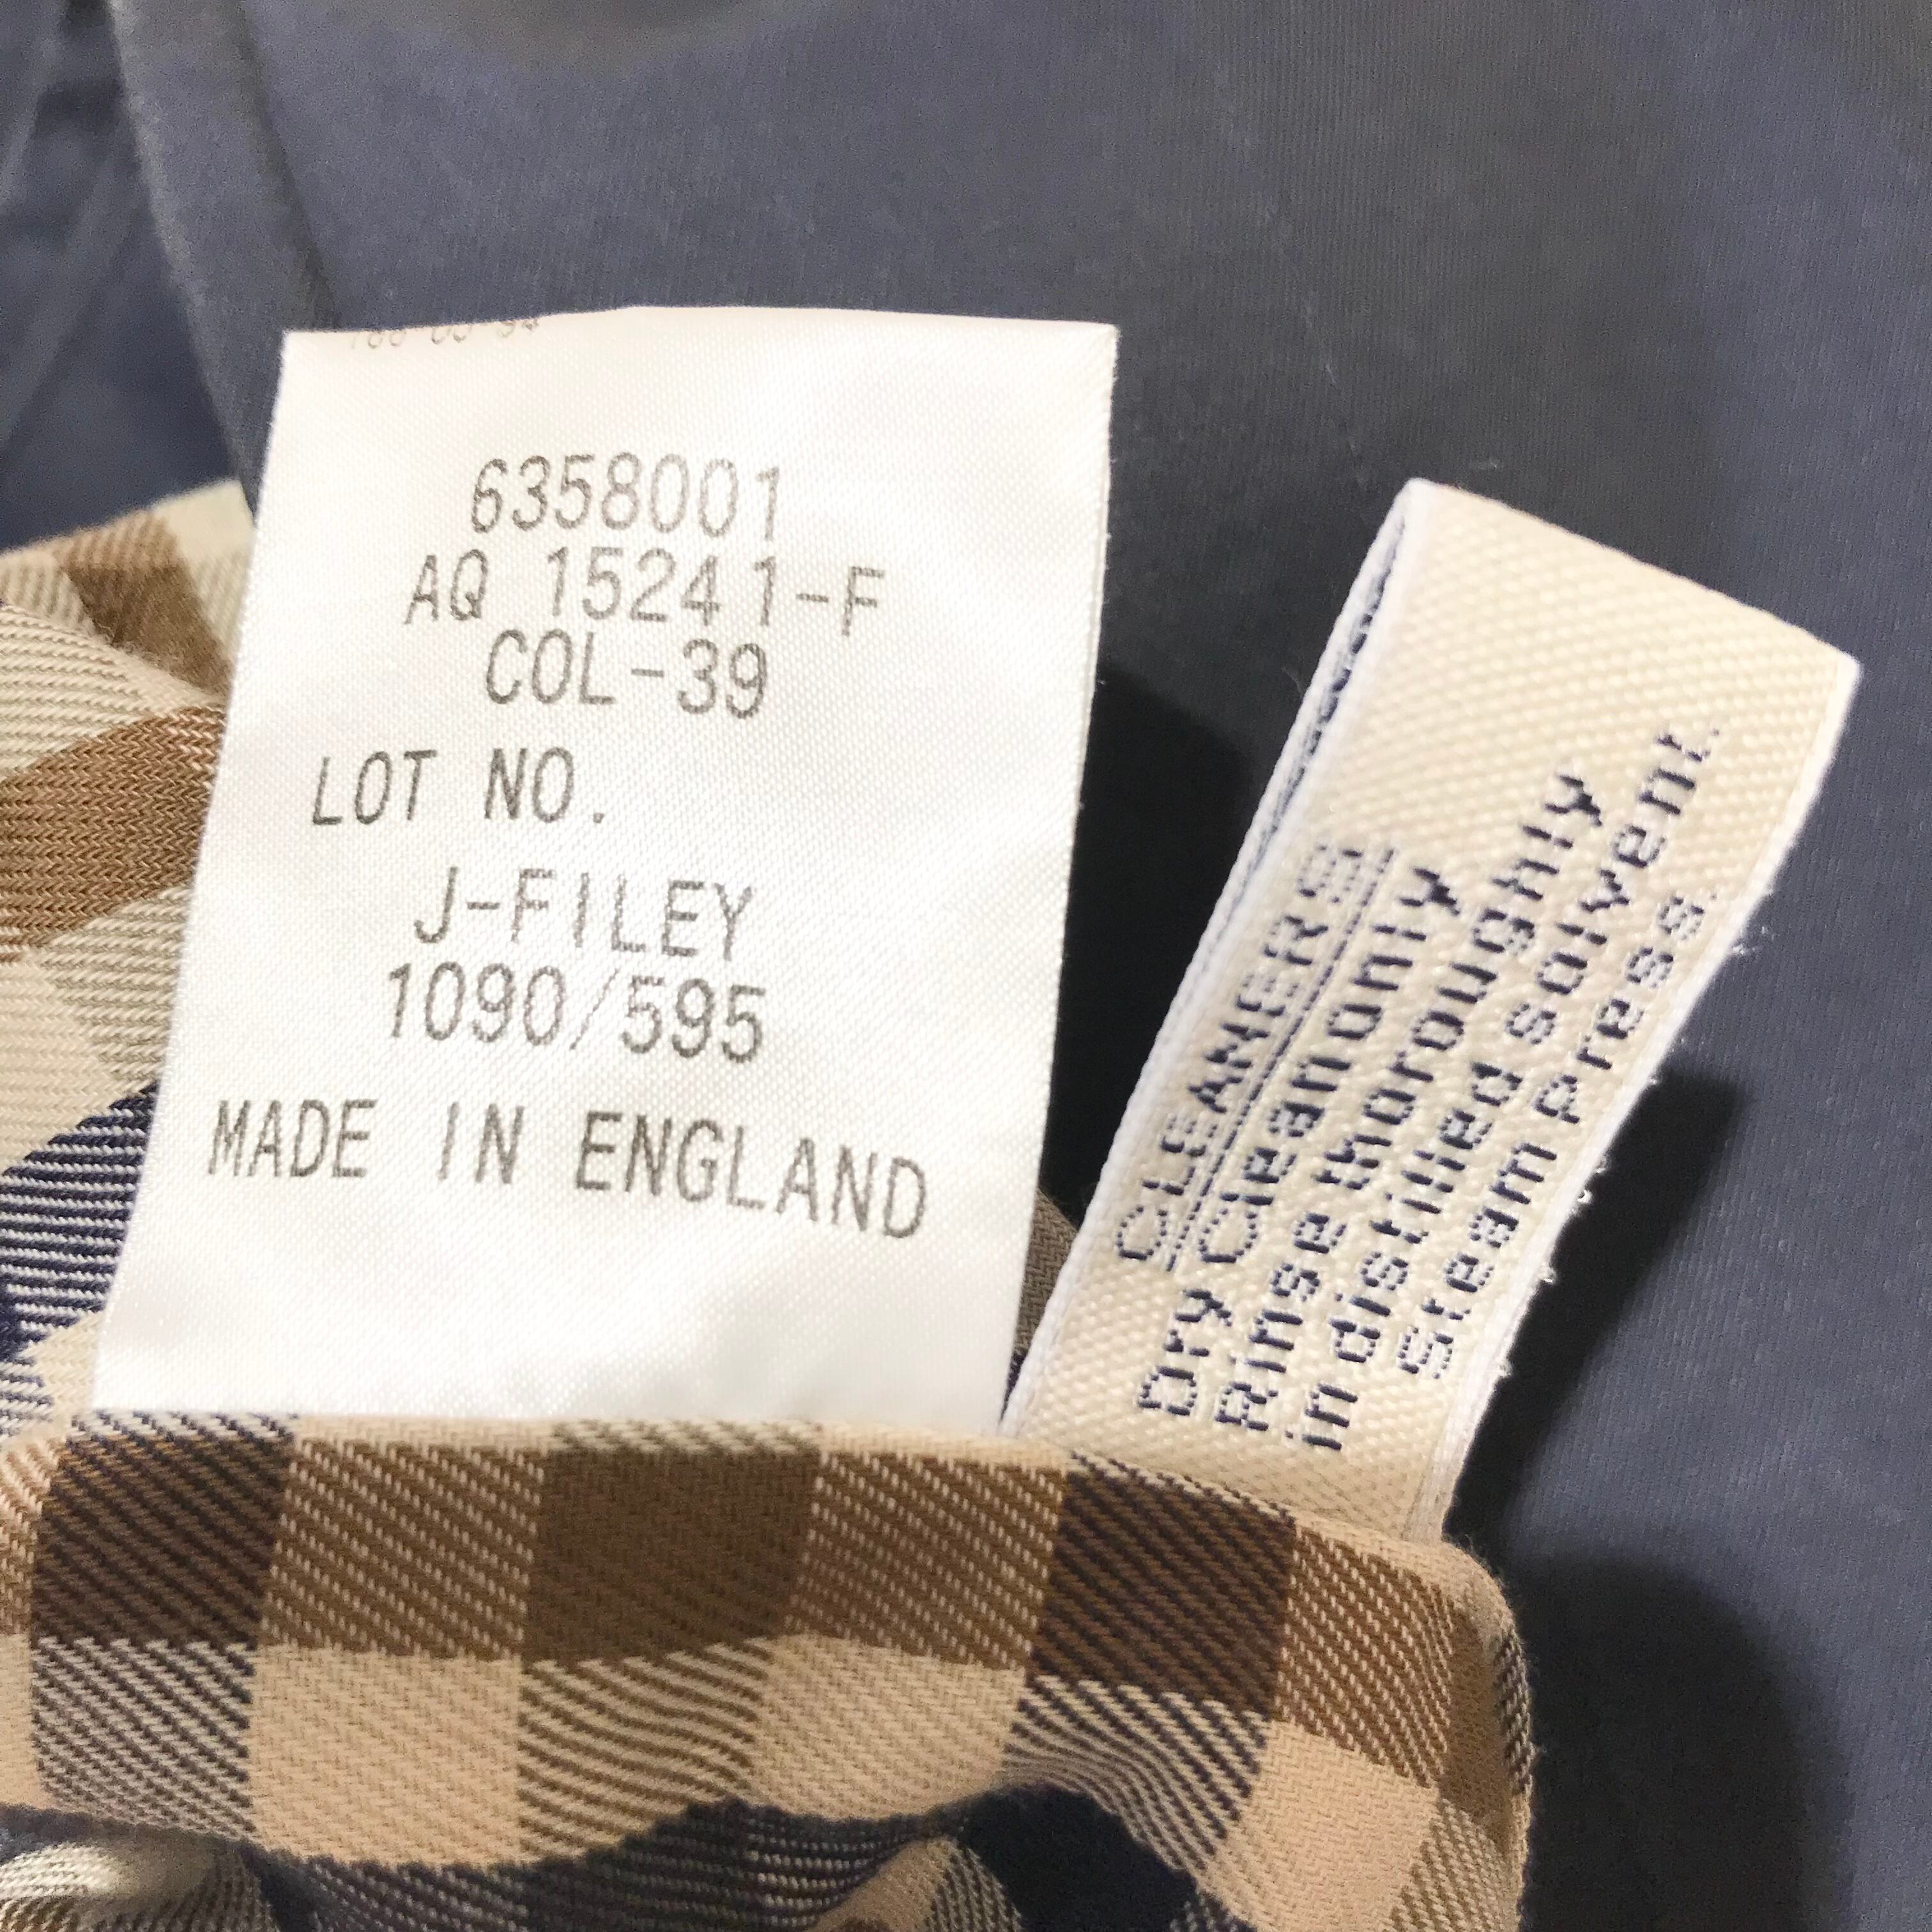 6358001
AQ 15241-F
COL-39
LOT NO.
J-FILEY
1090/595
MADE IN ENGLAND
CLEANERS
Dry Clean only
Rinse thoroughly
in distilled solvent.
Steam Press.